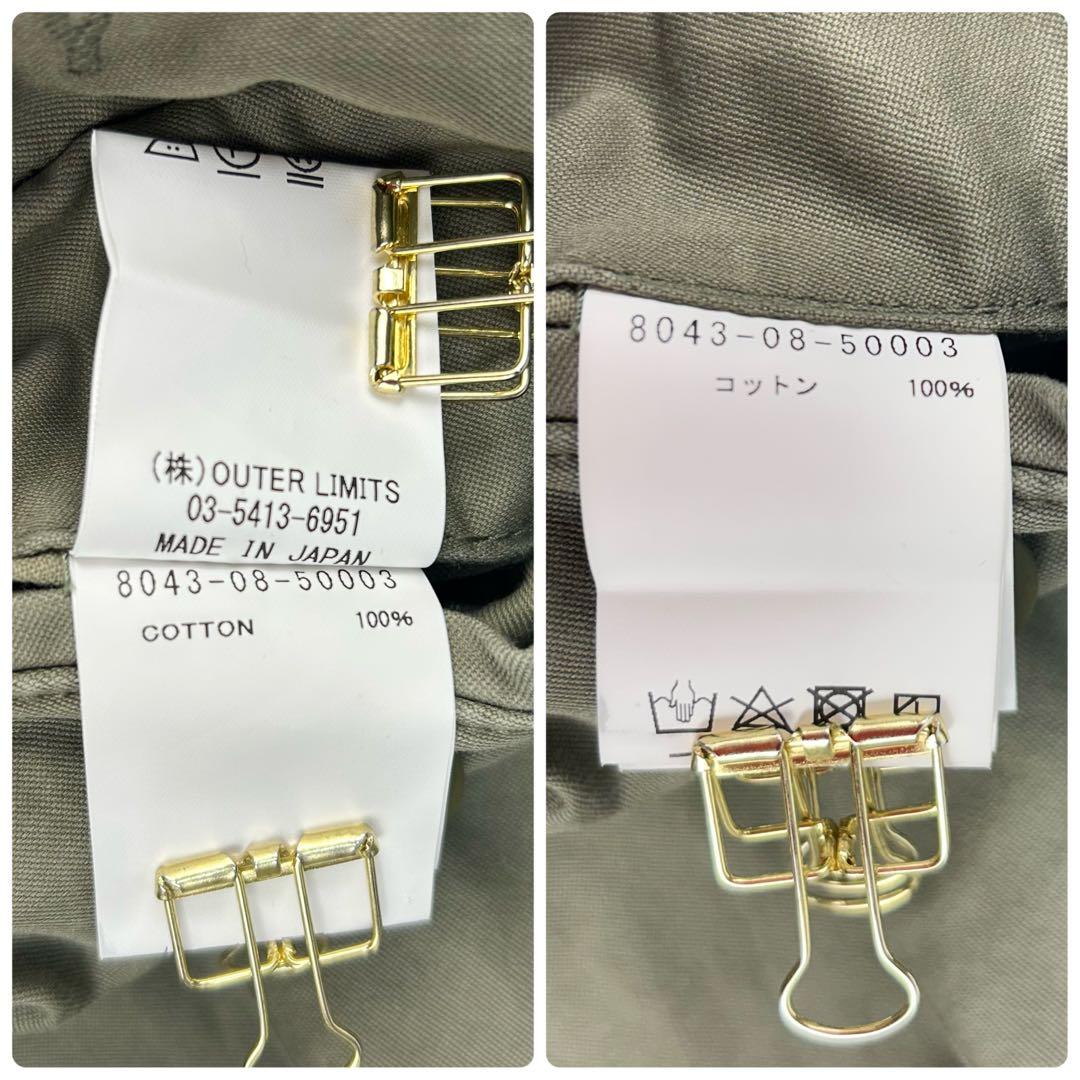 (株)OUTER LIMITS
03-5413-6951
MADE IN JAPAN
8043-08-50003
COTTON 100%
8043-08-50003
コットン 100%